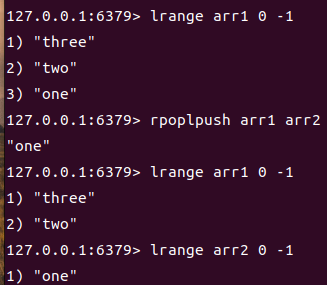 127.0.0.1:6379> lrange arr1 0 -1
1) "three"
2) "two"
3) "one"
127.0.0.1:6379> rpoplpush arr1 arr2
"one"
127.0.0.1:6379> lrange arr1 0 -1
1) "three"
2) "two"
127.0.0.1:6379> lrange arr2 0 -1
1) "one"